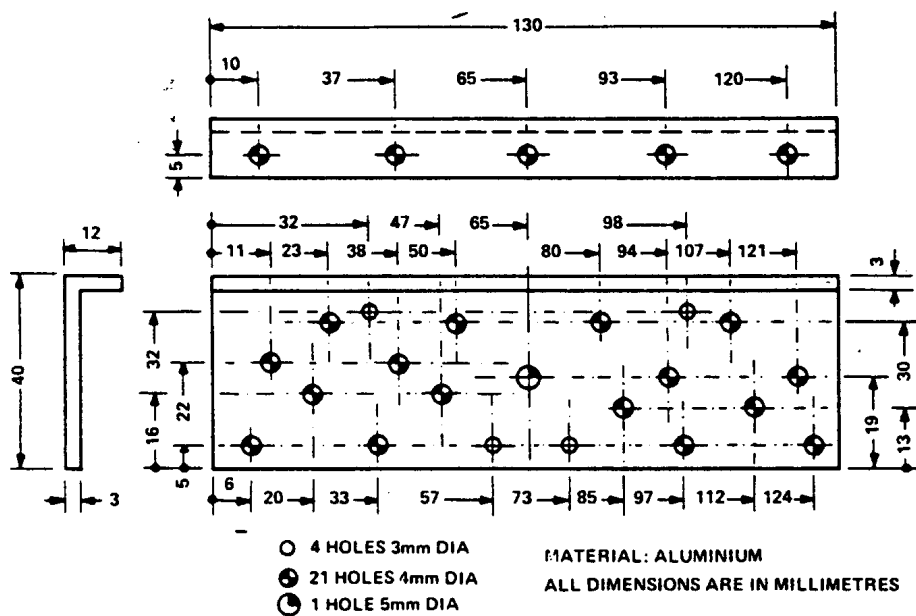 130
10 37 65 93 120
5
32 47 65 98
12
11 23 38 50 80 94 107 121
3
40
32
22
16
5
30
19
13
3
6
20 33 57 73 85 97 112 124
4 HOLES 3mm DIA
21 HOLES 4mm DIA
1 HOLE 5mm DIA
MATERIAL: ALUMINIUM
ALL DIMENSIONS ARE IN MILLIMETRES